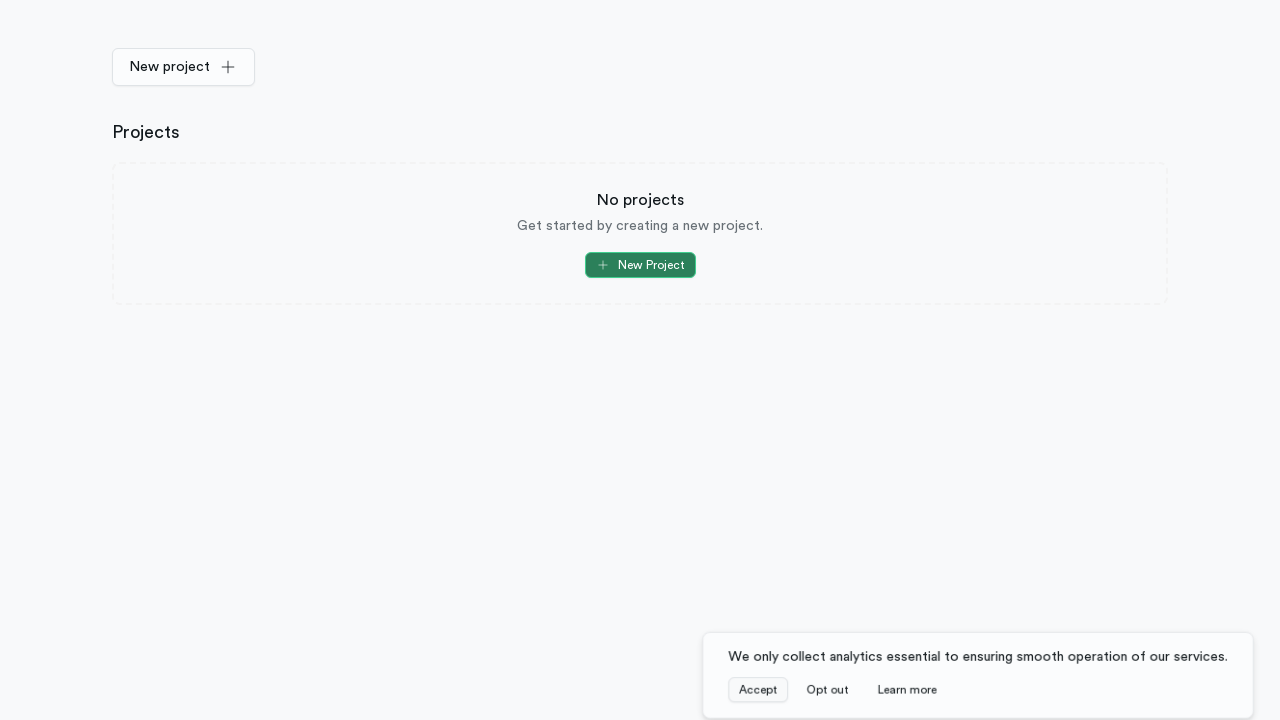 New project
Projects
No projects
Get started by creating a new project.
New Project
We only collect analytics essential to ensuring smooth operation of our services.
Accept Opt out Learn more